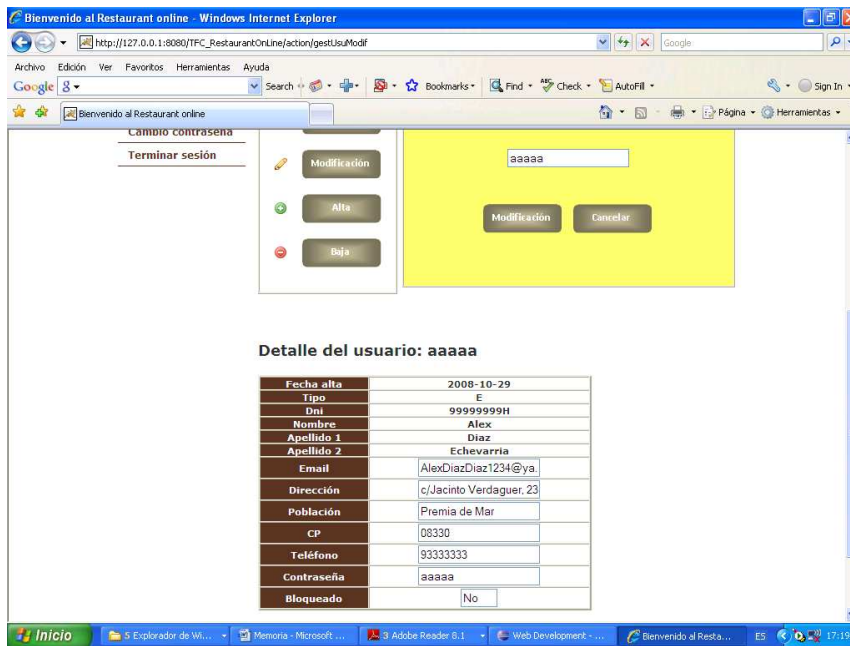 Bienvenido al Restaurant online - Windows Internet Explorer
http://127.0.0.1:8080/TFC_RestaurantOnLine/action/gestUsuModif
Google
Archivo Edición Ver Favoritos Herramientas Ayuda
Google Search Bookmarks Find Check AutoFill Sign In
Bienvenido al Restaurant online
Página Herramientas
Cambio contraseña
Terminar sesión
Modificación
Alta
Baja
aaaaa
Modificación Cancelar
Detalle del usuario: aaaaa
Fecha alta 2008-10-29
Tipo E
Dni 99999999H
Nombre Alex
Apellido 1 Diaz
Apellido 2 Echevarria
Email AlexDiazDiaz1234@ya.
Dirección c/Jacinto Verdaguer, 23
Población Premia de Mar
CP 08330
Teléfono 93333333
Contraseña aaaaa
Bloqueado No
Inicio 5 Explorador de Wi... Memoria - Microsoft ... 3 Adobe Reader 8.1 Web Development - ... Bienvenido al Resta... ES 17:19